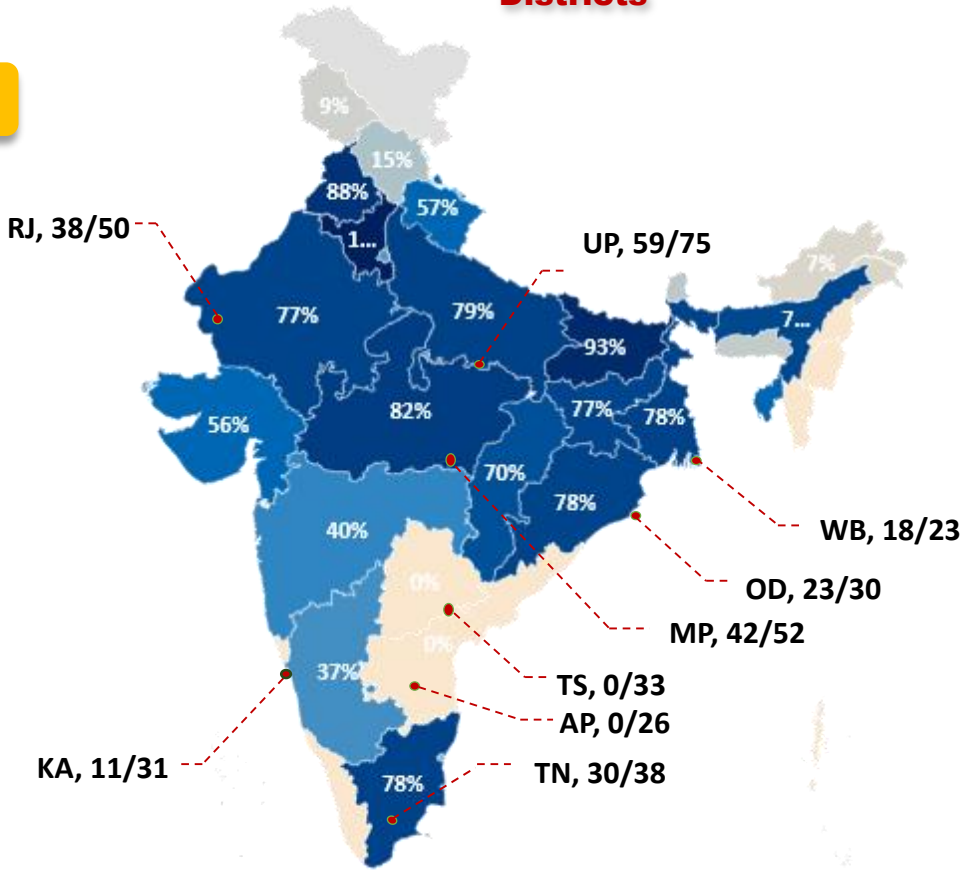 Districts
9%
15%
88%
57%
RJ, 38/50
1...
UP, 59/75
7%
77%
79%
7...
93%
82%
77%
78%
56%
70%
78%
40%
WB, 18/23
0%
OD, 23/30
MP, 42/52
0%
37%
TS, 0/33
AP, 0/26
KA, 11/31
TN, 30/38
78%